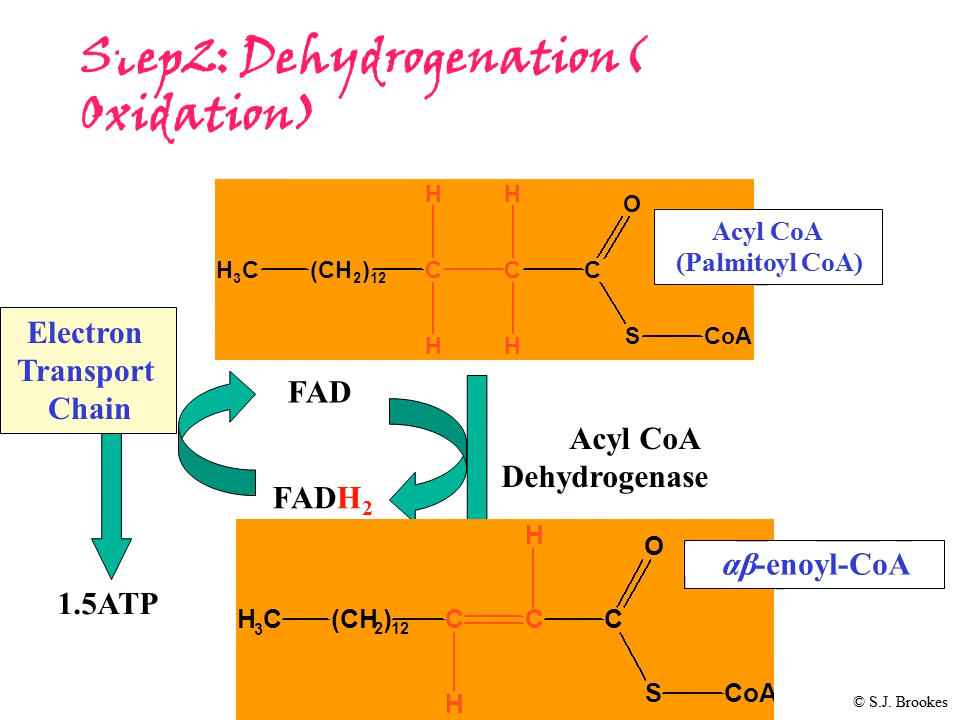 Step2: Dehydrogenation(
Oxidation)
H H O
H3C (CH2)12 C C C
H H S CoA
Acyl CoA
(Palmitoyl CoA)
Electron
Transport
Chain
FAD
Acyl CoA
Dehydrogenase
FADH2
1.5ATP
H O
H3C (CH2)12 C C C
H S CoA
αβ-enoyl-CoA
© S.J. Brookes